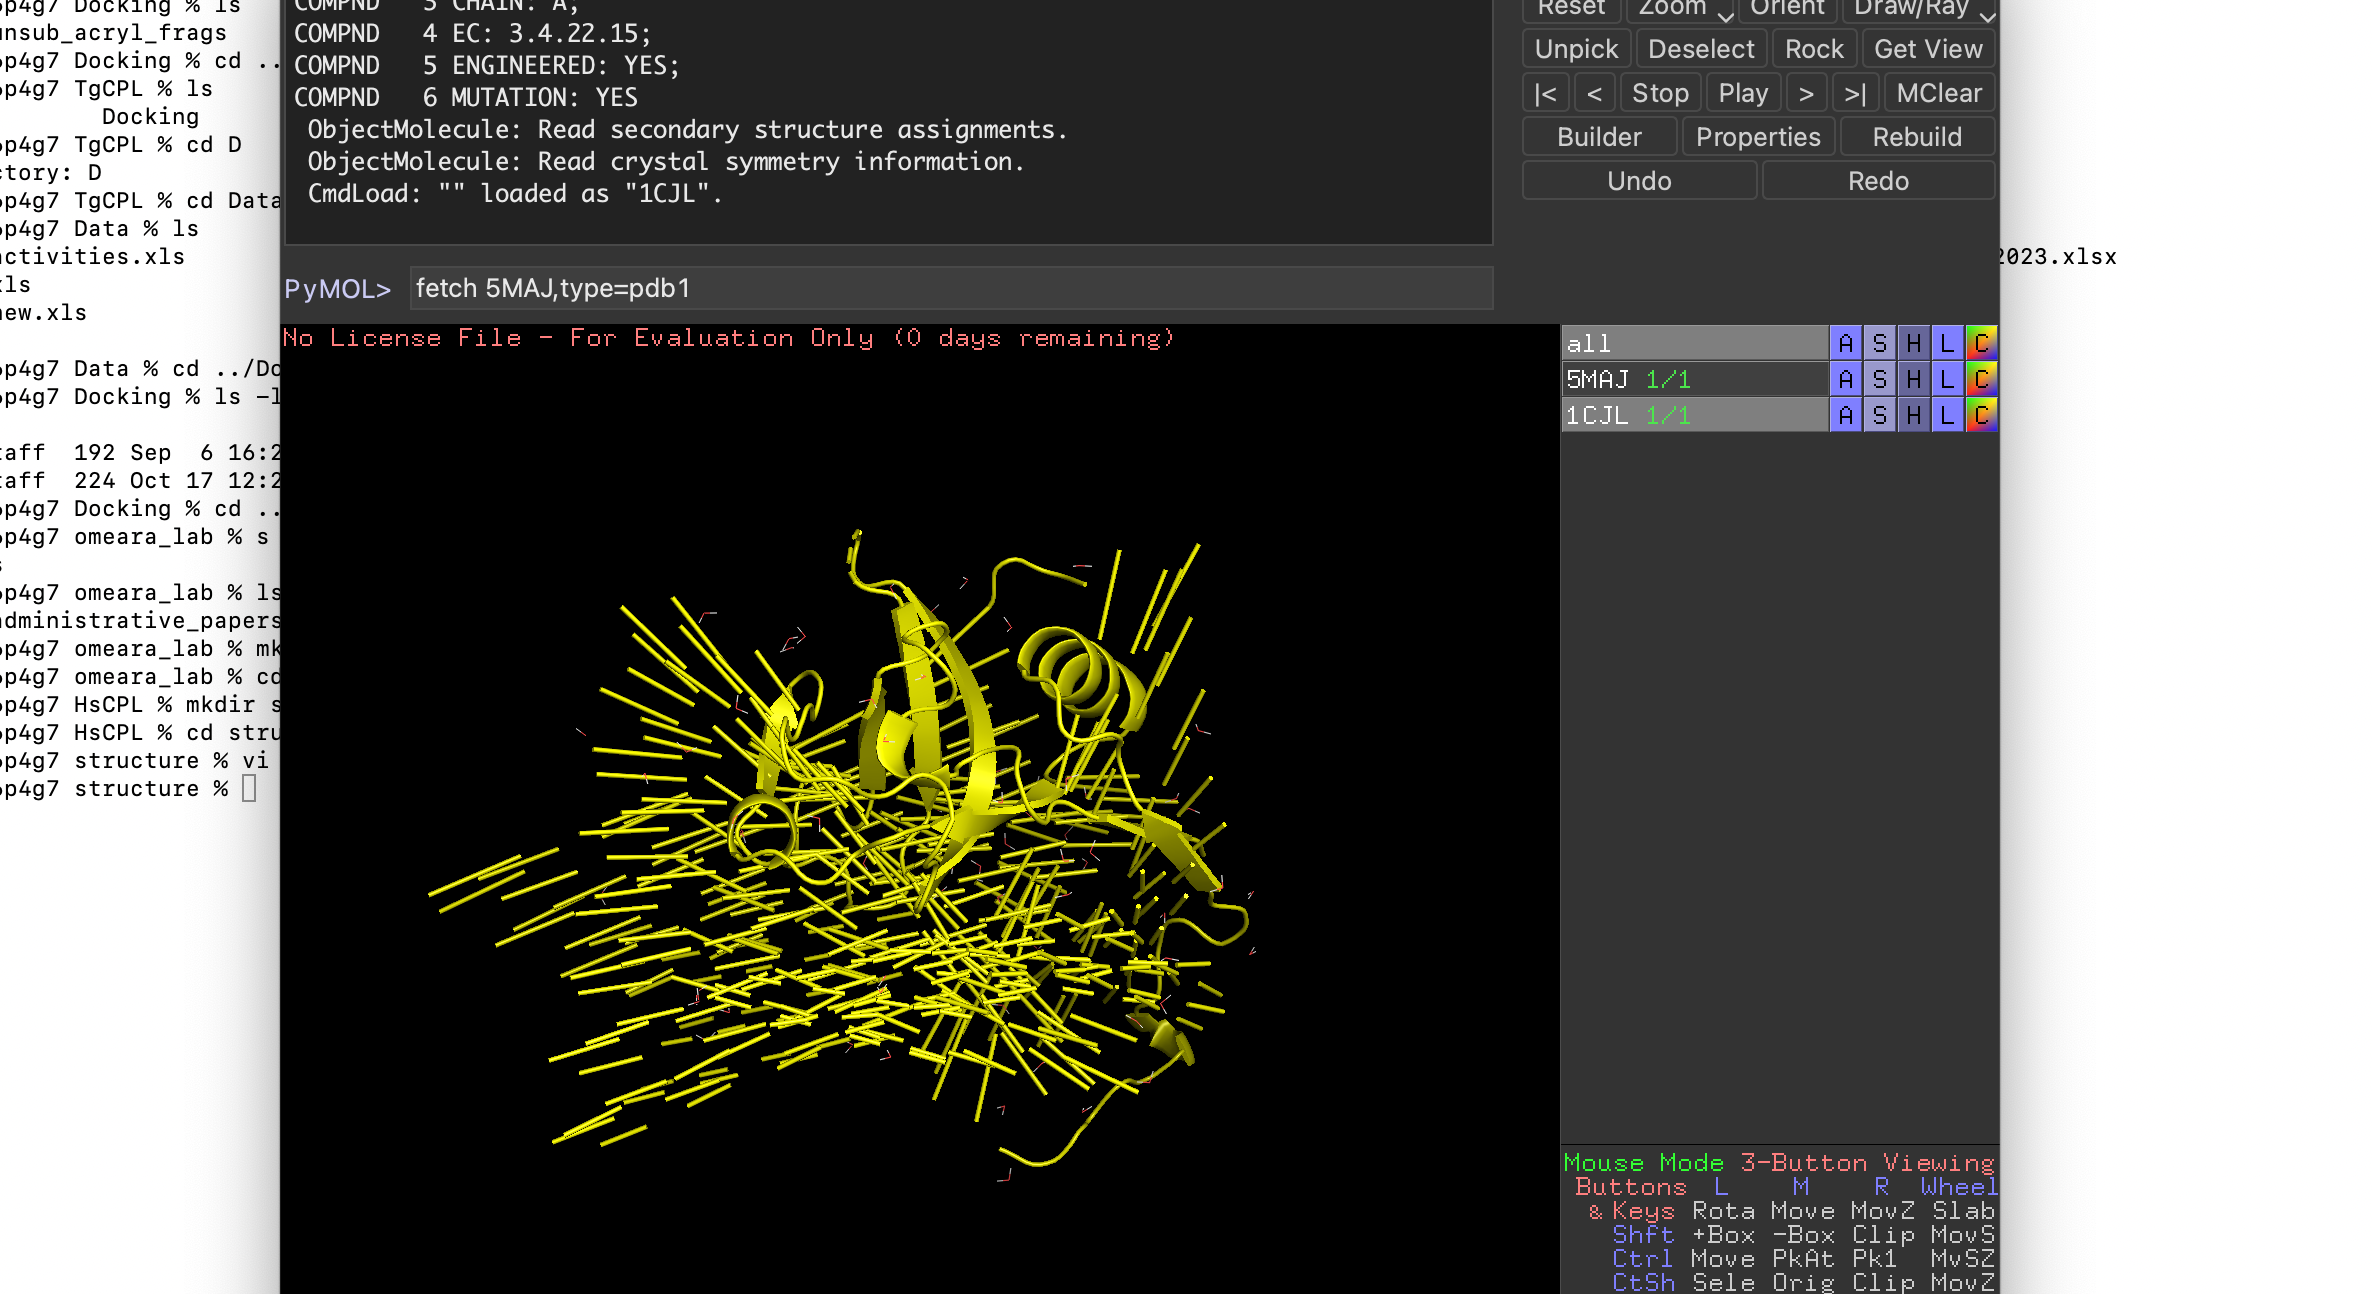 p4g7 Docking % ls
unsub_acryl_frags
p4g7 Docking % cd ..
p4g7 TgCPL % ls
Docking
p4g7 TgCPL % cd D
ctory: D
p4g7 TgCPL % cd Data
p4g7 Data % ls
activities.xls
xls
new.xls
p4g7 Data % cd ../Do
p4g7 Docking % ls -l
taff 192 Sep 6 16:2
taff 224 Oct 17 12:2
p4g7 Docking % cd ..
p4g7 omeara_lab % s
s
p4g7 omeara_lab % ls
administrative_papers
p4g7 omeara_lab % mk
p4g7 omeara_lab % cd
p4g7 HsCPL % mkdir s
p4g7 HsCPL % cd stru
p4g7 structure % vi
p4g7 structure %
COMPND 3 CHAIN: A;
COMPND 4 EC: 3.4.22.15;
COMPND 5 ENGINEERED: YES;
COMPND 6 MUTATION: YES
ObjectMolecule: Read secondary structure assignments.
ObjectMolecule: Read crystal symmetry information.
CmdLoad: "" loaded as "1CJL".
PyMOL> fetch 5MAJ,type=pdb1
Reset Zoom Orient Draw/Ray
Unpick Deselect Rock Get View
|< < Stop Play > >| MClear
Builder Properties Rebuild
Undo Redo
2023.xlsx
No License File - For Evaluation Only (0 days remaining)
all A S H L C
5MAJ 1/1 A S H L C
1CJL 1/1 A S H L C
Mouse Mode 3-Button Viewing
Buttons L M R Wheel
& Keys Rota Move MovZ Slab
Shft +Box -Box Clip MovS
Ctrl Move PkAt Pk1 MvSZ
CtSh Sele Orig Clip MovZ